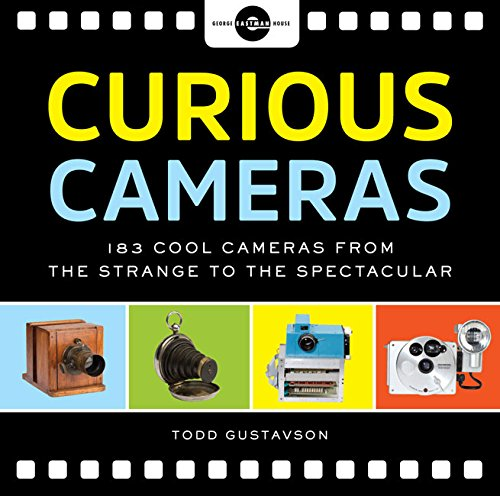 GEORGE EASTMAN HOUSE
CURIOUS
CAMERAS
183 COOL CAMERAS FROM
THE STRANGE TO THE SPECTACULAR
TODD GUSTAVSON